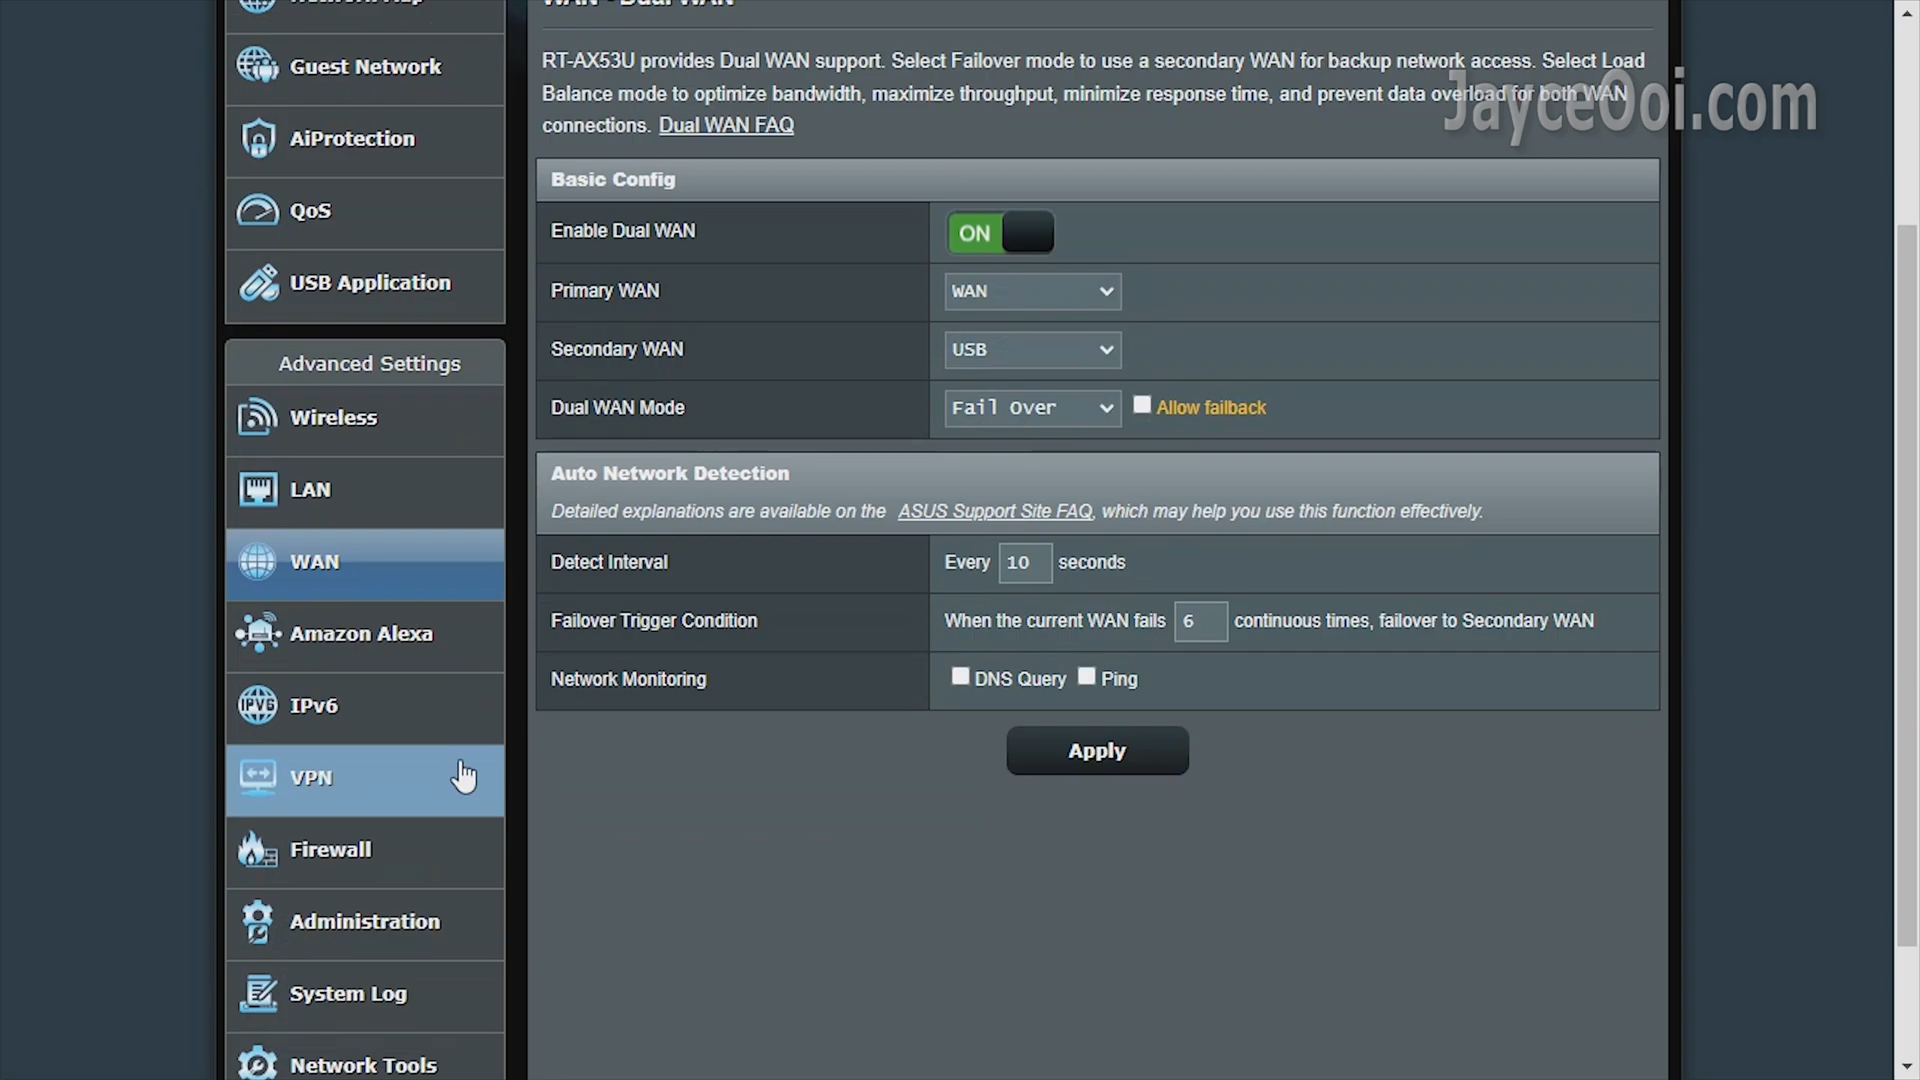 Network Map
Guest Network
AiProtection
QoS
USB Application
Advanced Settings
Wireless
LAN
WAN
Amazon Alexa
IPv6
VPN
Firewall
Administration
System Log
Network Tools
WAN - Dual WAN
RT-AX53U provides Dual WAN support. Select Failover mode to use a secondary WAN for backup network access. Select Load
Balance mode to optimize bandwidth, maximize throughput, minimize response time, and prevent data overload for both WAN
connections. Dual WAN FAQ
JayceOoi.com
Basic Config
Enable Dual WAN ON
Primary WAN WAN
Secondary WAN USB
Dual WAN Mode Fail Over Allow failback
Auto Network Detection
Detailed explanations are available on the ASUS Support Site FAQ, which may help you use this function effectively.
Detect Interval Every 10 seconds
Failover Trigger Condition When the current WAN fails 6 continuous times, failover to Secondary WAN
Network Monitoring DNS Query Ping
Apply